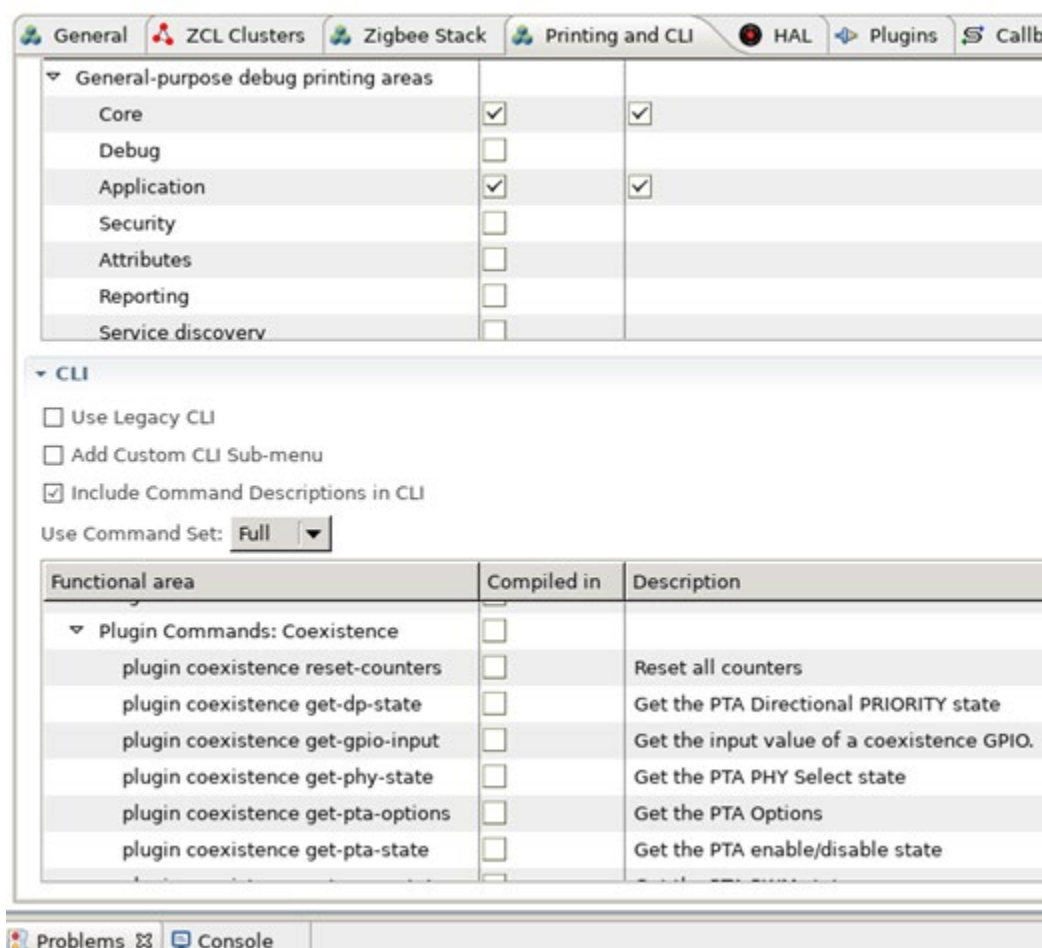 General ZCL Clusters Zigbee Stack Printing and CLI HAL Plugins Callb
General-purpose debug printing areas
Core
Debug
Application
Security
Attributes
Reporting
Service discovery
CLI
Use Legacy CLI
Add Custom CLI Sub-menu
Include Command Descriptions in CLI
Use Command Set: Full
Functional area Compiled in Description
Plugin Commands: Coexistence
plugin coexistence reset-counters Reset all counters
plugin coexistence get-dp-state Get the PTA Directional PRIORITY state
plugin coexistence get-gpio-input Get the input value of a coexistence GPIO.
plugin coexistence get-phy-state Get the PTA PHY Select state
plugin coexistence get-pta-options Get the PTA Options
plugin coexistence get-pta-state Get the PTA enable/disable state
Problems Console